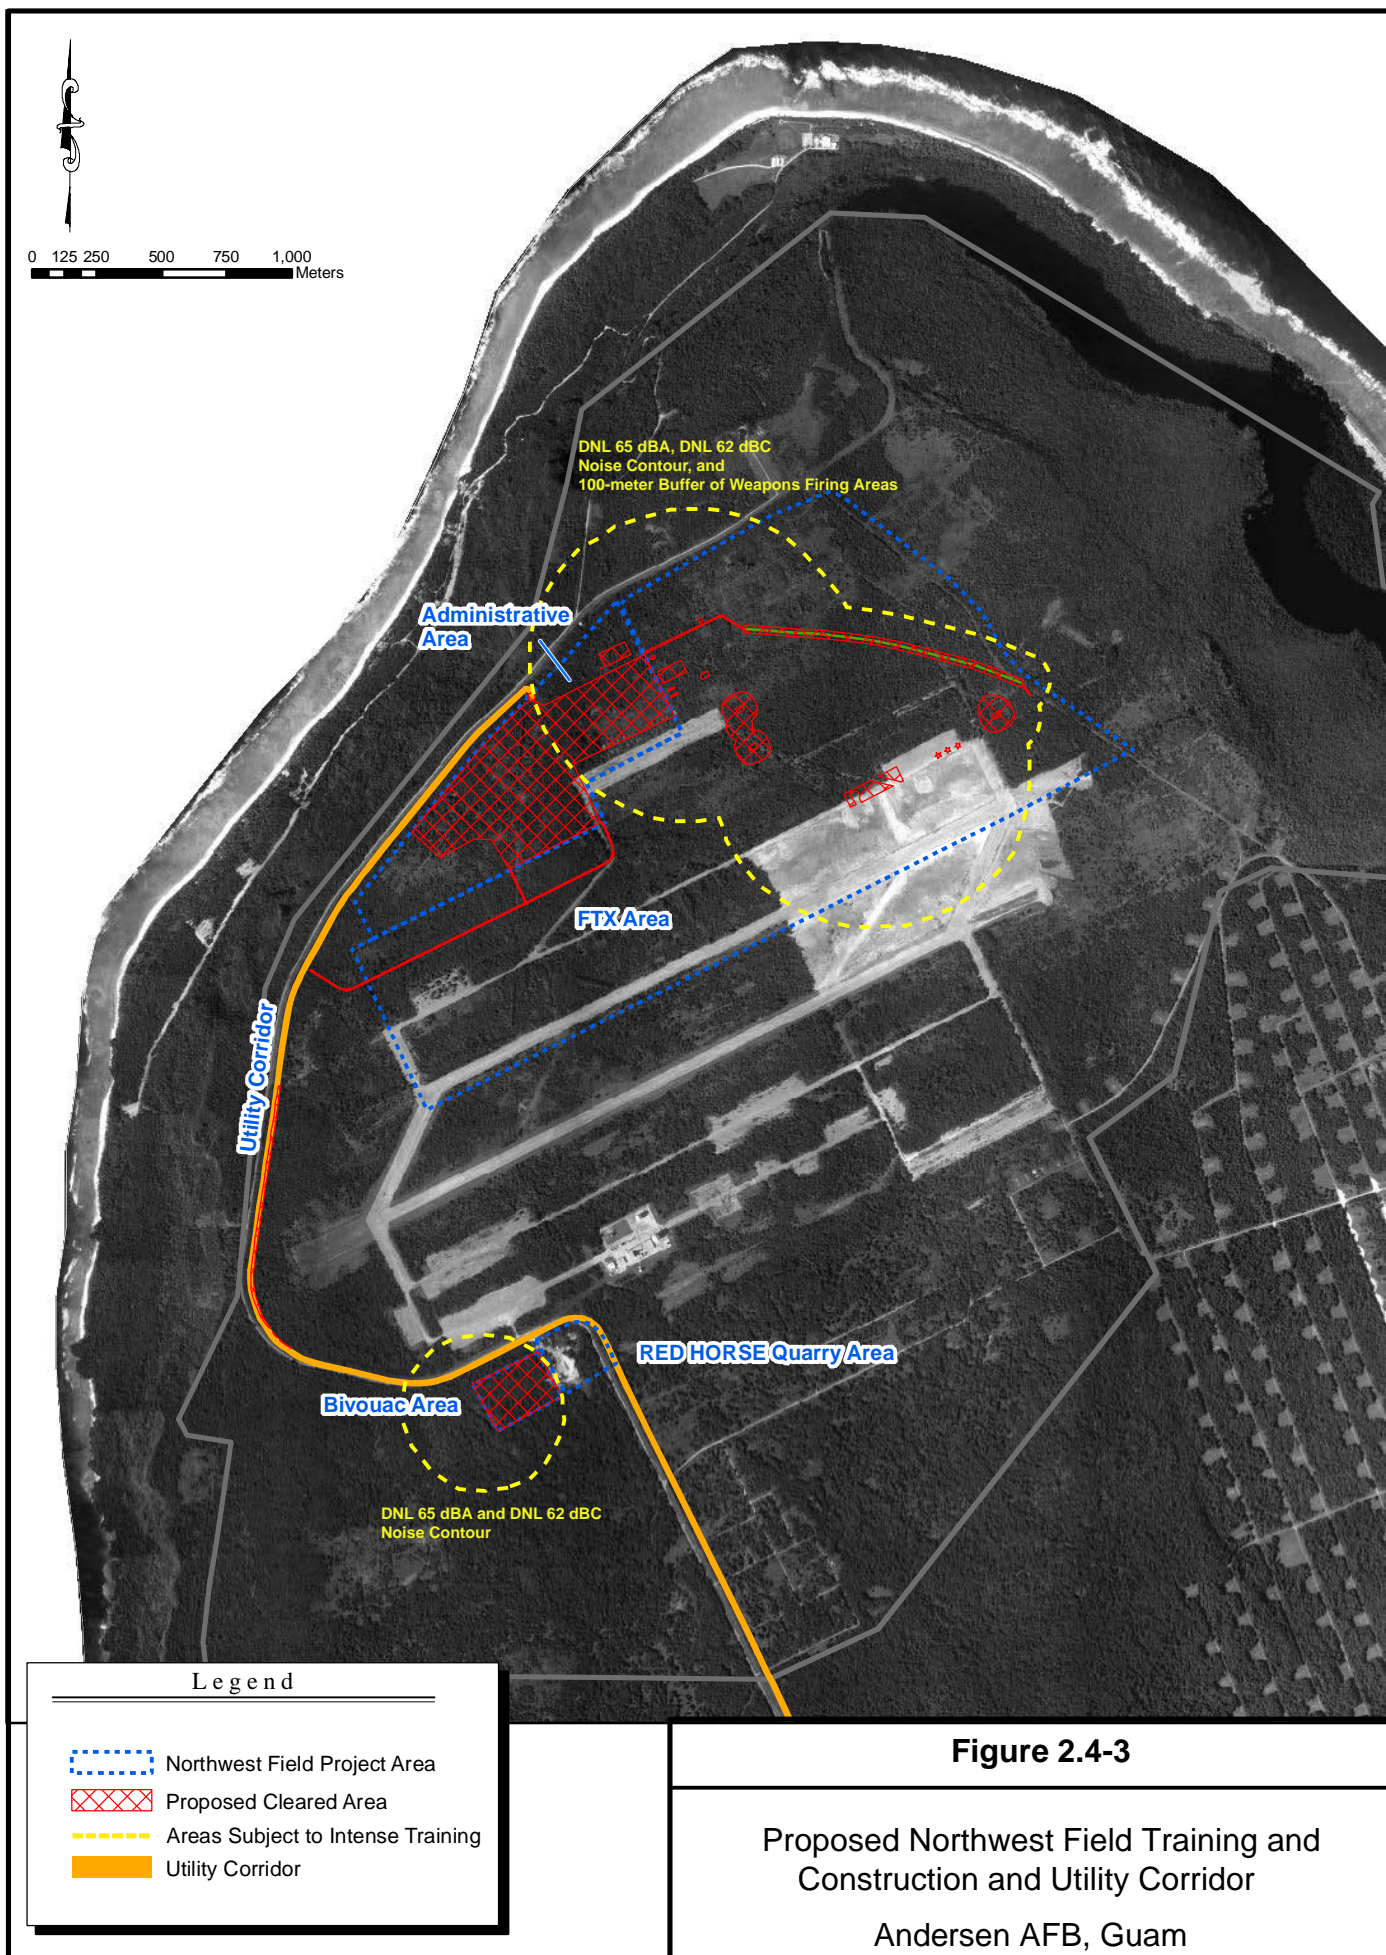 0 125 250 500 750 1,000
Meters
DNL 65 dBA, DNL 62 dBC
Noise Contour, and
100-meter Buffer of Weapons Firing Areas
Administrative
Area
FTX Area
Utility Corridor
RED HORSE Quarry Area
Bivouac Area
DNL 65 dBA and DNL 62 dBC
Noise Contour
Legend
Northwest Field Project Area
Proposed Cleared Area
Areas Subject to Intense Training
Utility Corridor
Figure 2.4-3
Proposed Northwest Field Training and
Construction and Utility Corridor
Andersen AFB, Guam